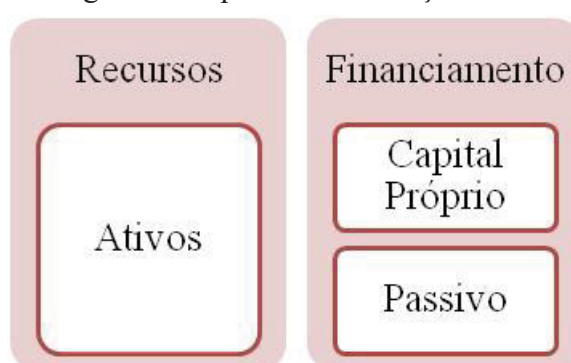 Recursos
Ativos
Financiamento
Capital
Próprio
Passivo